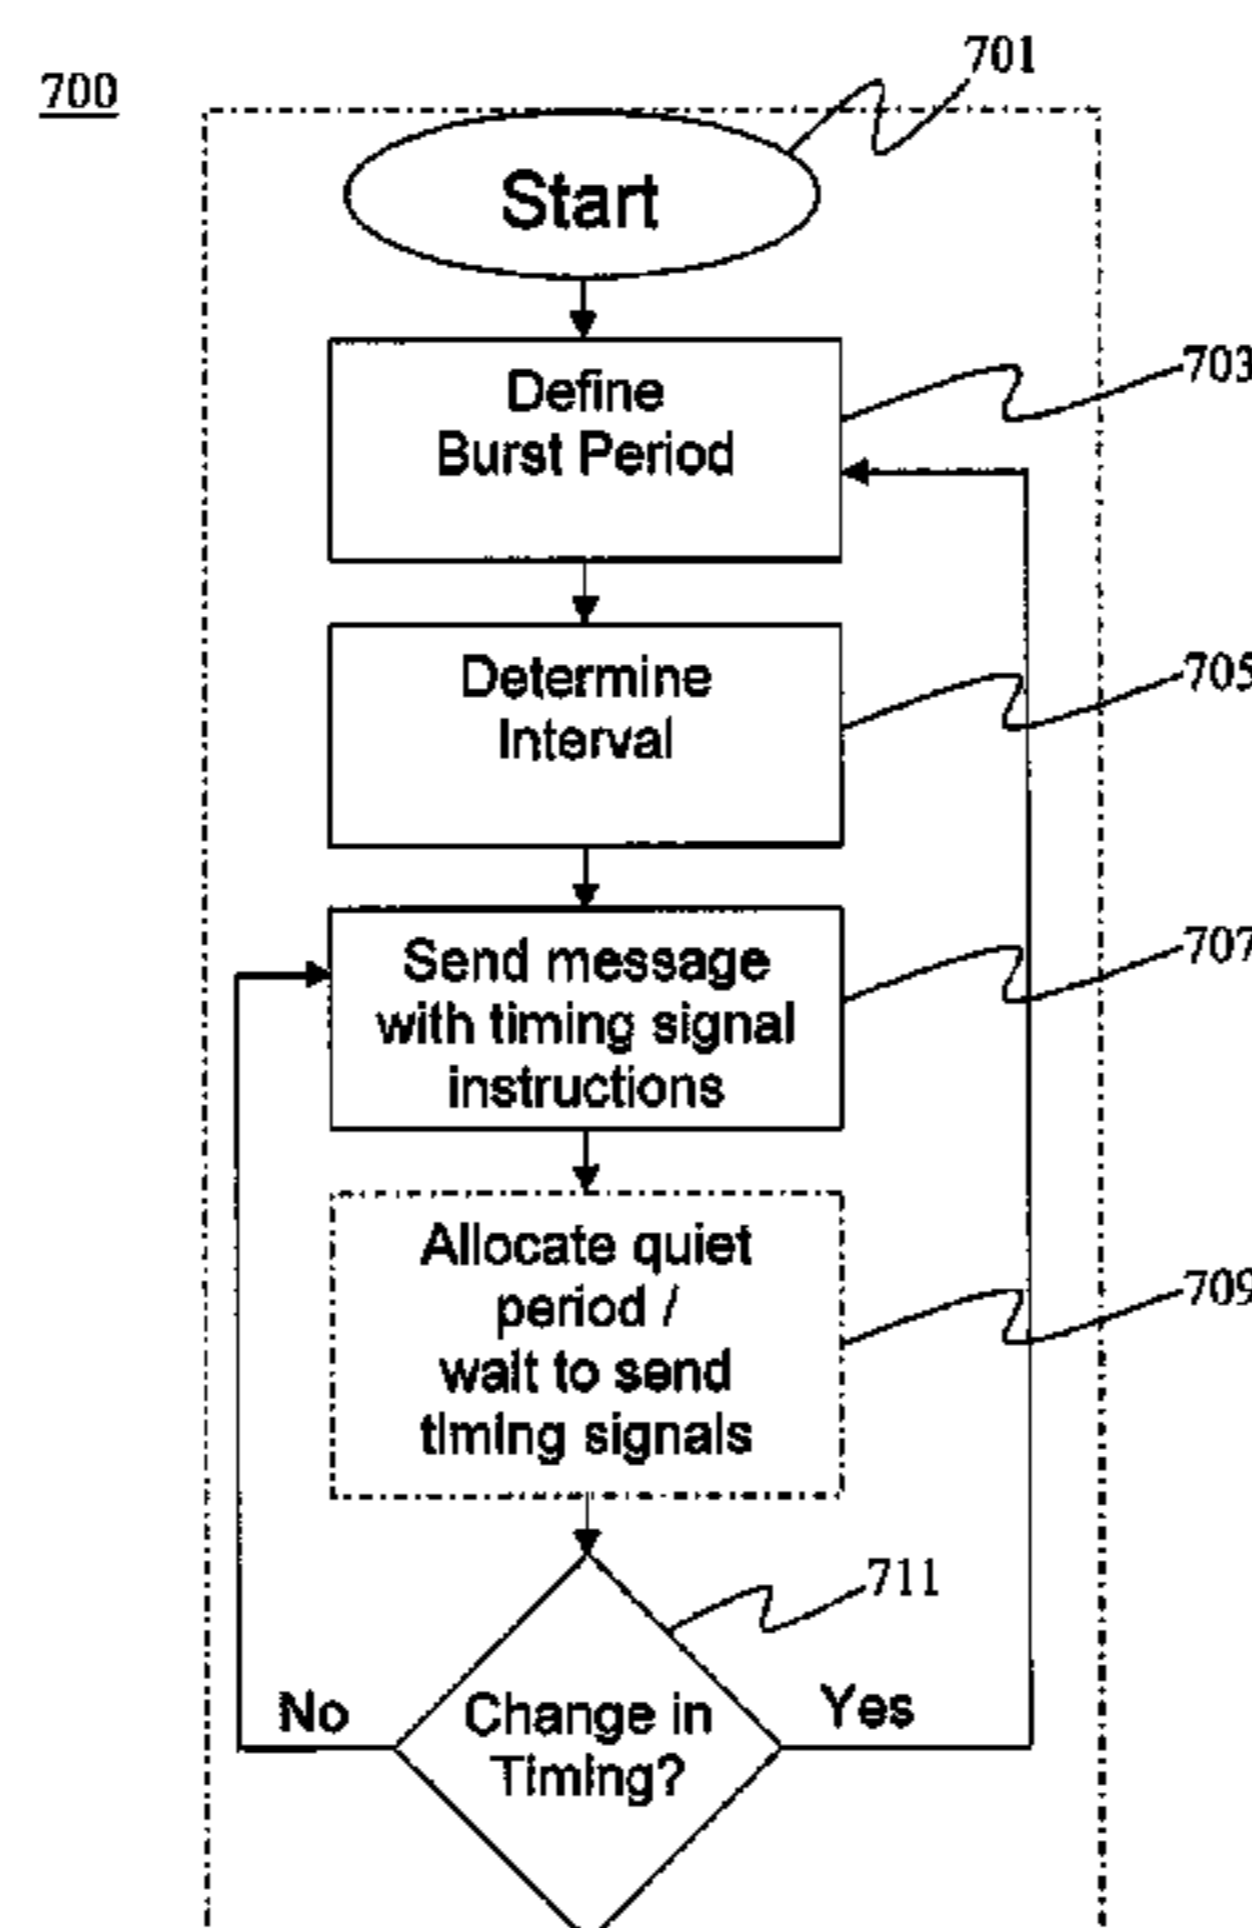 700
701
Start
Define
Burst Period
703
Determine
Interval
705
Send message
with timing signal
instructions
707
Allocate quiet
period /
wait to send
timing signals
709
711
No
Change in
Timing?
Yes